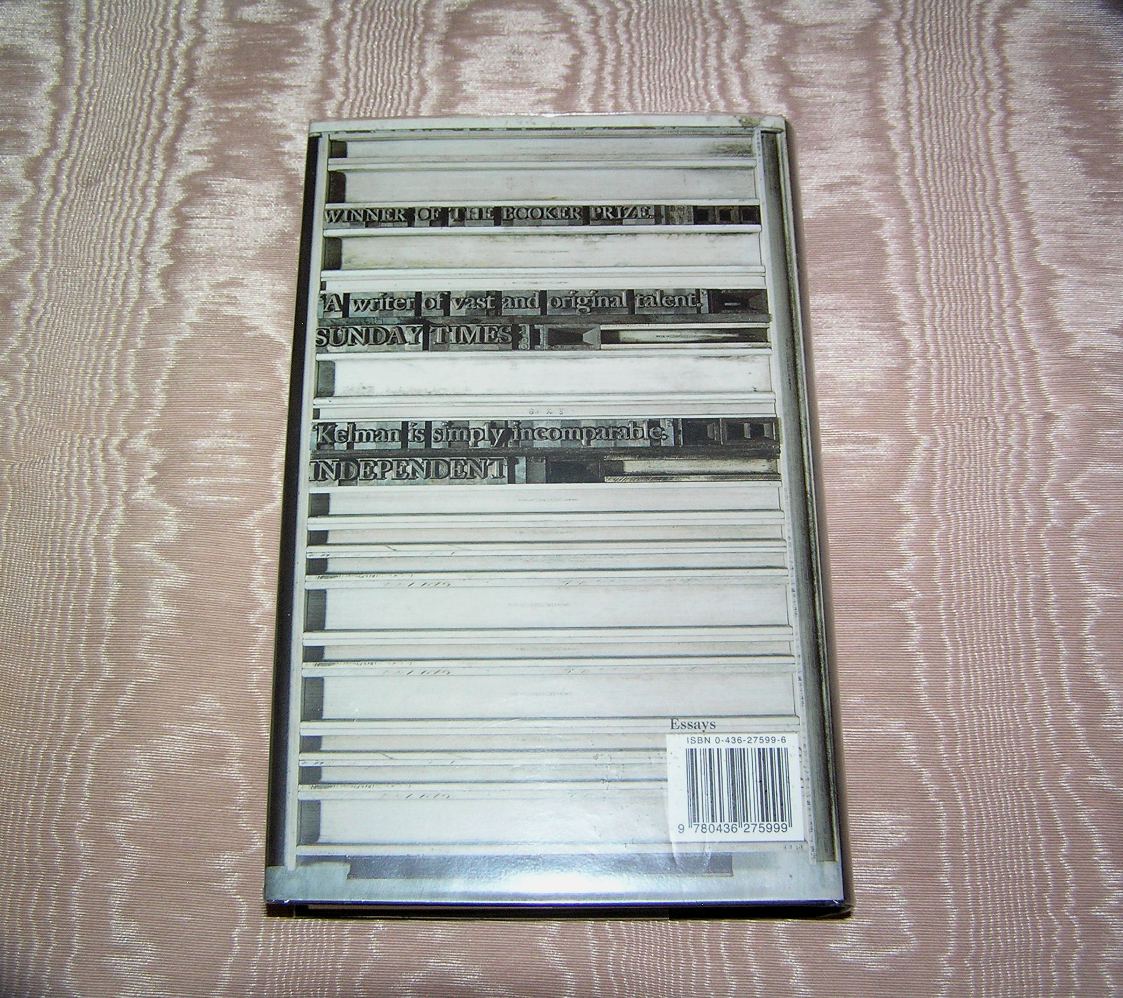 WINNER OF THE BOOKER PRIZE.
'A writer of vast and original talent.'
SUNDAY TIMES
'Kelman is simply incomparable.'
INDEPENDENT
Essays
ISBN 0-436-27599-6
9 780436 275999